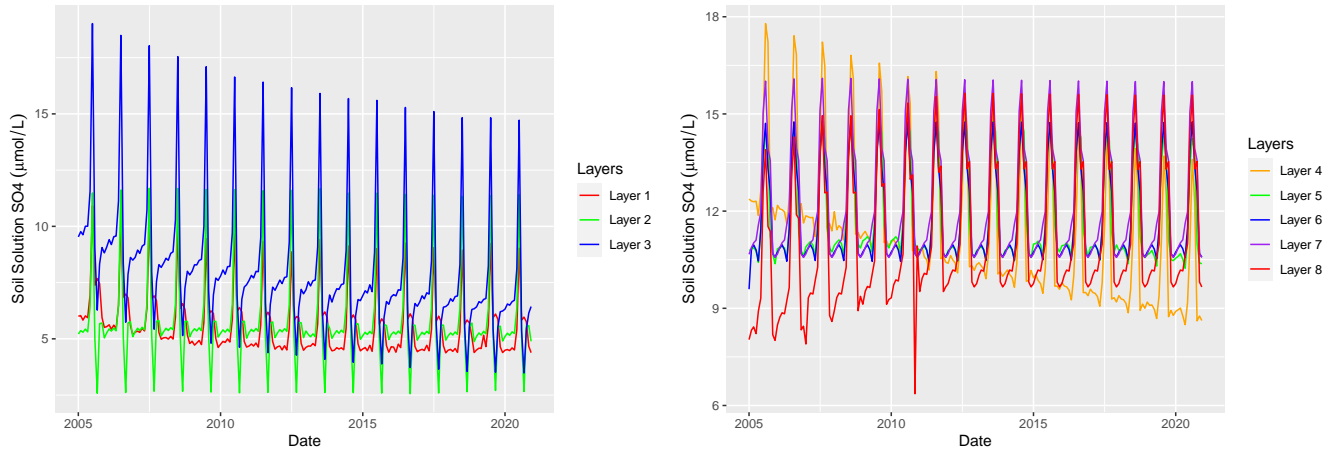 Soil Solution SO4 (μmol/L)
15
10
5
2005
2010
2015
2020
Date
Layers
Layer 1
Layer 2
Layer 3
Soil Solution SO4 (μmol/L)
18
15
12
9
6
2005
2010
2015
2020
Date
Layers
Layer 4
Layer 5
Layer 6
Layer 7
Layer 8